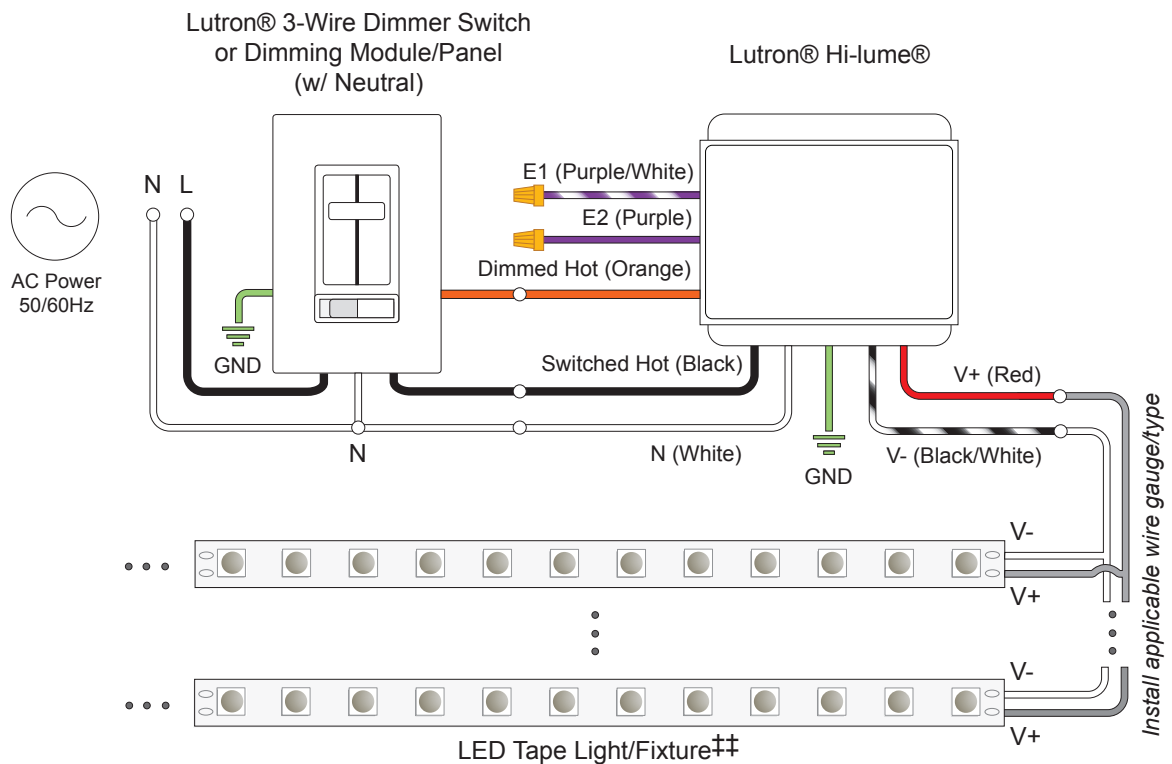 Lutron® 3-Wire Dimmer Switch
or Dimming Module/Panel
(w/ Neutral)
Lutron® Hi-lume®
N L
AC Power
50/60Hz
GND
E1 (Purple/White)
E2 (Purple)
Dimmed Hot (Orange)
Switched Hot (Black)
N
N (White)
GND
V+ (Red)
V- (Black/White)
Install applicable wire gauge/type
V-
V+
V-
V+
LED Tape Light/Fixture‡‡